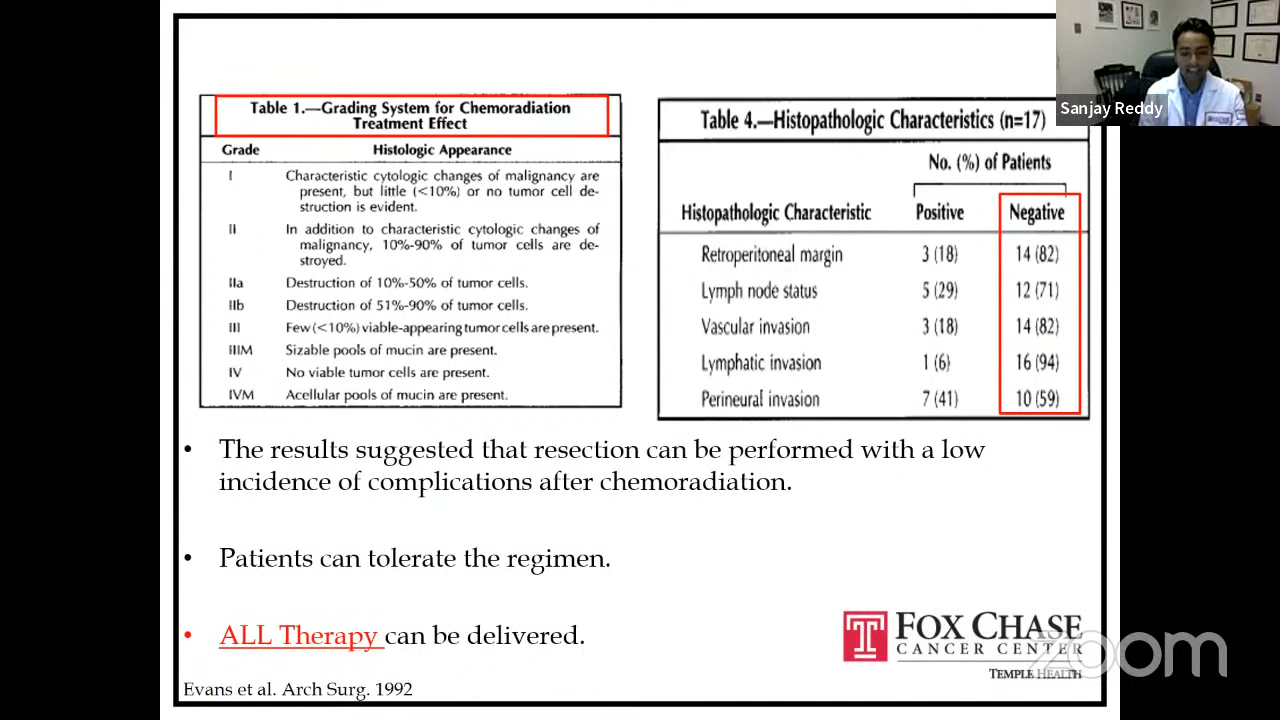 Sanjay Reddy
Table 1.—Grading System for Chemoradiation
Treatment Effect
Grade Histologic Appearance
I Characteristic cytologic changes of malignancy are
present, but little (<10%) or no tumor cell de-
struction is evident.
II In addition to characteristic cytologic changes of
malignancy, 10%-90% of tumor cells are de-
stroyed.
IIa Destruction of 10%-50% of tumor cells.
IIb Destruction of 51%-90% of tumor cells.
III Few (<10%) viable-appearing tumor cells are present.
IIIM Sizable pools of mucin are present.
IV No viable tumor cells are present.
IVM Acellular pools of mucin are present.
Table 4.—Histopathologic Characteristics (n=17)
No. (%) of Patients
Histopathologic Characteristic Positive Negative
Retroperitoneal margin 3 (18) 14 (82)
Lymph node status 5 (29) 12 (71)
Vascular invasion 3 (18) 14 (82)
Lymphatic invasion 1 (6) 16 (94)
Perineural invasion 7 (41) 10 (59)
• The results suggested that resection can be performed with a low
incidence of complications after chemoradiation.
• Patients can tolerate the regimen.
• ALL Therapy can be delivered.
Evans et al. Arch Surg. 1992
FOX CHASE
CANCER CENTER
TEMPLE HEALTH
zoom